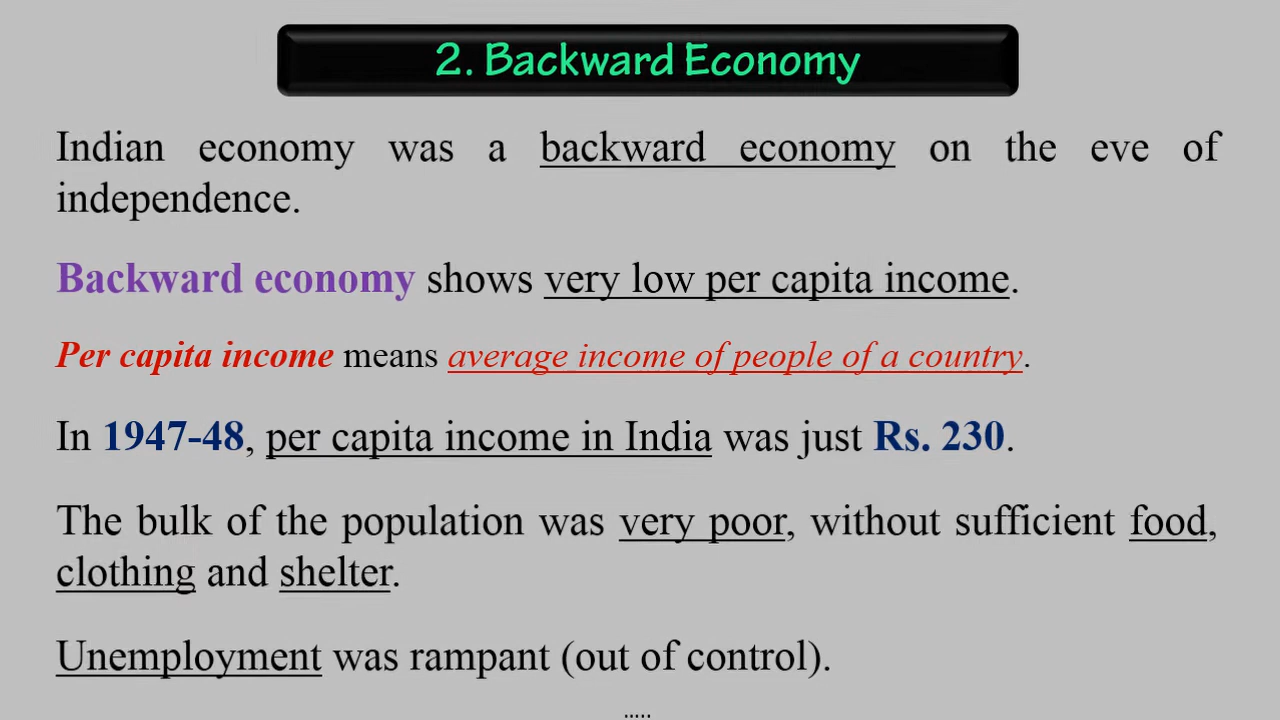 2. Backward Economy
Indian economy was a backward economy on the eve of
independence.
Backward economy shows very low per capita income.
Per capita income means average income of people of a country.
In 1947-48, per capita income in India was just Rs. 230.
The bulk of the population was very poor, without sufficient food,
clothing and shelter.
Unemployment was rampant (out of control).
.....